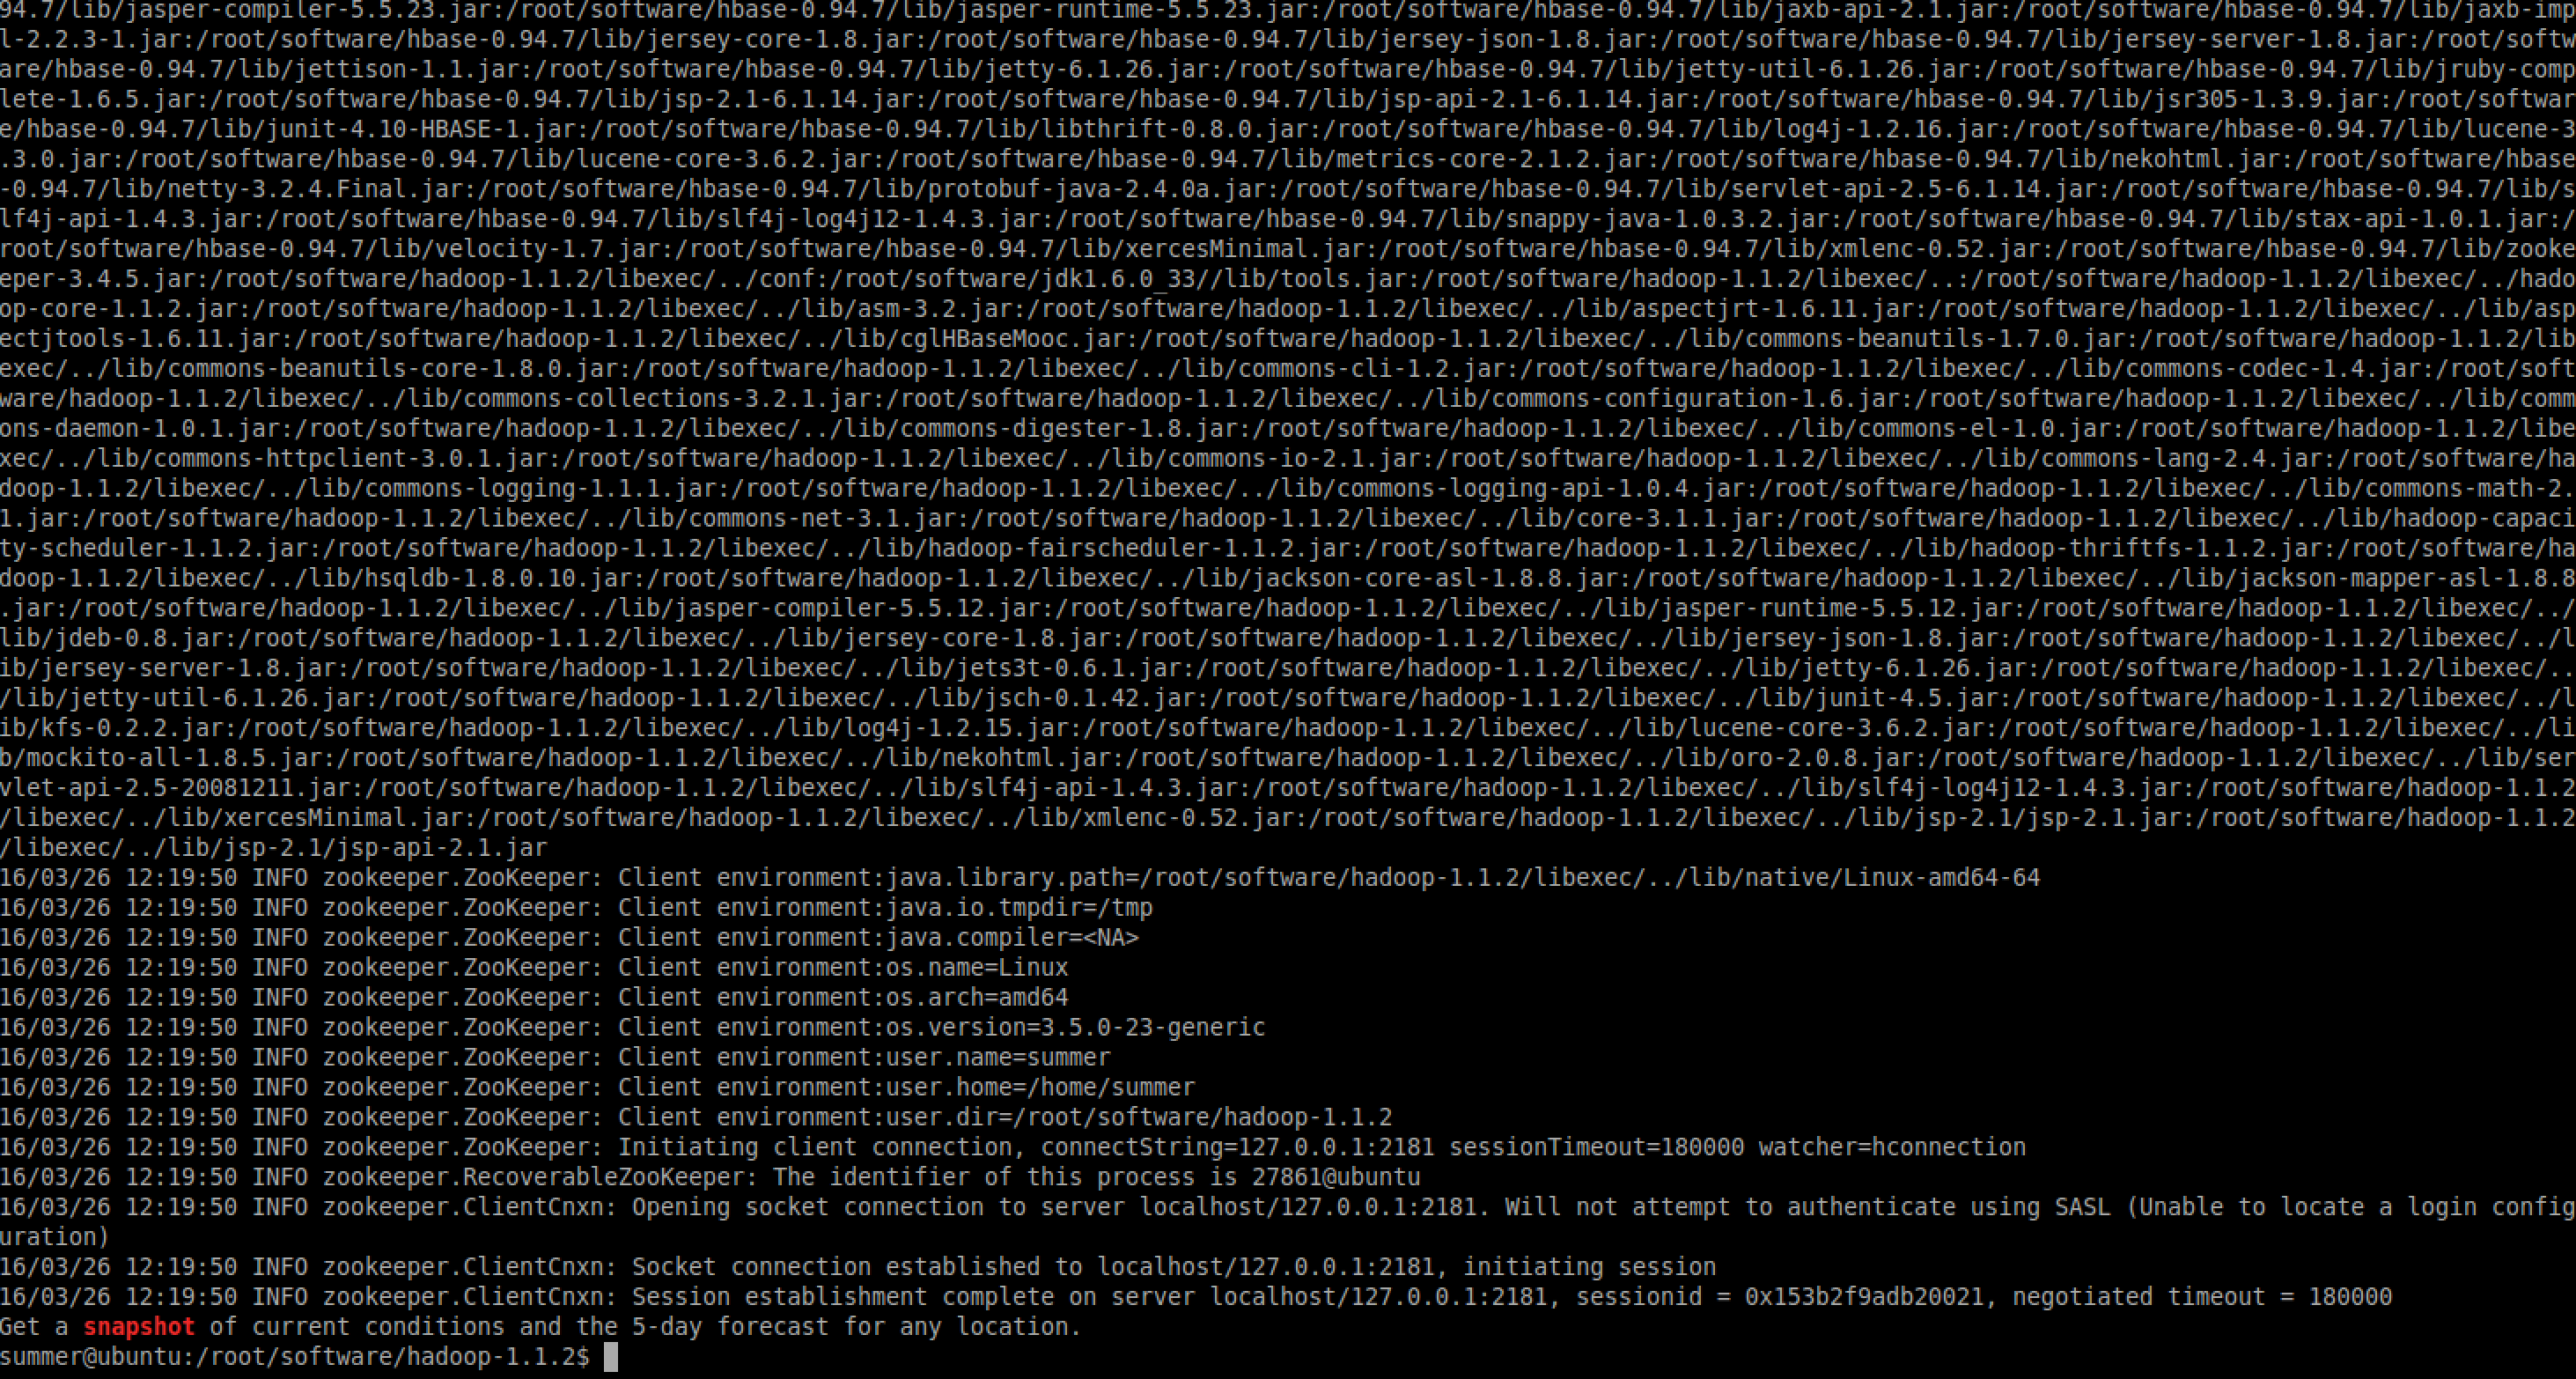 94.7/lib/jasper-compiler-5.5.23.jar:/root/software/hbase-0.94.7/lib/jasper-runtime-5.5.23.jar:/root/software/hbase-0.94.7/lib/jaxb-api-2.1.jar:/root/software/hbase-0.94.7/lib/jaxb-imp
l-2.2.3-1.jar:/root/software/hbase-0.94.7/lib/jersey-core-1.8.jar:/root/software/hbase-0.94.7/lib/jersey-json-1.8.jar:/root/software/hbase-0.94.7/lib/jersey-server-1.8.jar:/root/softw
are/hbase-0.94.7/lib/jettison-1.1.jar:/root/software/hbase-0.94.7/lib/jetty-6.1.26.jar:/root/software/hbase-0.94.7/lib/jetty-util-6.1.26.jar:/root/software/hbase-0.94.7/lib/jruby-comp
lete-1.6.5.jar:/root/software/hbase-0.94.7/lib/jsp-2.1-6.1.14.jar:/root/software/hbase-0.94.7/lib/jsp-api-2.1-6.1.14.jar:/root/software/hbase-0.94.7/lib/jsr305-1.3.9.jar:/root/softwar
e/hbase-0.94.7/lib/junit-4.10-HBASE-1.jar:/root/software/hbase-0.94.7/lib/libthrift-0.8.0.jar:/root/software/hbase-0.94.7/lib/log4j-1.2.16.jar:/root/software/hbase-0.94.7/lib/lucene-3
.3.0.jar:/root/software/hbase-0.94.7/lib/lucene-core-3.6.2.jar:/root/software/hbase-0.94.7/lib/metrics-core-2.1.2.jar:/root/software/hbase-0.94.7/lib/nekohtml.jar:/root/software/hbase
-0.94.7/lib/netty-3.2.4.Final.jar:/root/software/hbase-0.94.7/lib/protobuf-java-2.4.0a.jar:/root/software/hbase-0.94.7/lib/servlet-api-2.5-6.1.14.jar:/root/software/hbase-0.94.7/lib/s
lf4j-api-1.4.3.jar:/root/software/hbase-0.94.7/lib/slf4j-log4j12-1.4.3.jar:/root/software/hbase-0.94.7/lib/snappy-java-1.0.3.2.jar:/root/software/hbase-0.94.7/lib/stax-api-1.0.1.jar:/
root/software/hbase-0.94.7/lib/velocity-1.7.jar:/root/software/hbase-0.94.7/lib/xercesMinimal.jar:/root/software/hbase-0.94.7/lib/xmlenc-0.52.jar:/root/software/hbase-0.94.7/lib/zooke
eper-3.4.5.jar:/root/software/hadoop-1.1.2/libexec/../conf:/root/software/jdk1.6.0_33//lib/tools.jar:/root/software/hadoop-1.1.2/libexec/..:/root/software/hadoop-1.1.2/libexec/../hado
op-core-1.1.2.jar:/root/software/hadoop-1.1.2/libexec/../lib/asm-3.2.jar:/root/software/hadoop-1.1.2/libexec/../lib/aspectjrt-1.6.11.jar:/root/software/hadoop-1.1.2/libexec/../lib/asp
ectjtools-1.6.11.jar:/root/software/hadoop-1.1.2/libexec/../lib/cglHBaseMooc.jar:/root/software/hadoop-1.1.2/libexec/../lib/commons-beanutils-1.7.0.jar:/root/software/hadoop-1.1.2/lib
exec/../lib/commons-beanutils-core-1.8.0.jar:/root/software/hadoop-1.1.2/libexec/../lib/commons-cli-1.2.jar:/root/software/hadoop-1.1.2/libexec/../lib/commons-codec-1.4.jar:/root/soft
ware/hadoop-1.1.2/libexec/../lib/commons-collections-3.2.1.jar:/root/software/hadoop-1.1.2/libexec/../lib/commons-configuration-1.6.jar:/root/software/hadoop-1.1.2/libexec/../lib/comm
ons-daemon-1.0.1.jar:/root/software/hadoop-1.1.2/libexec/../lib/commons-digester-1.8.jar:/root/software/hadoop-1.1.2/libexec/../lib/commons-el-1.0.jar:/root/software/hadoop-1.1.2/libe
xec/../lib/commons-httpclient-3.0.1.jar:/root/software/hadoop-1.1.2/libexec/../lib/commons-io-2.1.jar:/root/software/hadoop-1.1.2/libexec/../lib/commons-lang-2.4.jar:/root/software/ha
doop-1.1.2/libexec/../lib/commons-logging-1.1.1.jar:/root/software/hadoop-1.1.2/libexec/../lib/commons-logging-api-1.0.4.jar:/root/software/hadoop-1.1.2/libexec/../lib/commons-math-2.
1.jar:/root/software/hadoop-1.1.2/libexec/../lib/commons-net-3.1.jar:/root/software/hadoop-1.1.2/libexec/../lib/core-3.1.1.jar:/root/software/hadoop-1.1.2/libexec/../lib/hadoop-capaci
ty-scheduler-1.1.2.jar:/root/software/hadoop-1.1.2/libexec/../lib/hadoop-fairscheduler-1.1.2.jar:/root/software/hadoop-1.1.2/libexec/../lib/hadoop-thriftfs-1.1.2.jar:/root/software/ha
doop-1.1.2/libexec/../lib/hsqldb-1.8.0.10.jar:/root/software/hadoop-1.1.2/libexec/../lib/jackson-core-asl-1.8.8.jar:/root/software/hadoop-1.1.2/libexec/../lib/jackson-mapper-asl-1.8.8
.jar:/root/software/hadoop-1.1.2/libexec/../lib/jasper-compiler-5.5.12.jar:/root/software/hadoop-1.1.2/libexec/../lib/jasper-runtime-5.5.12.jar:/root/software/hadoop-1.1.2/libexec/../
lib/jdeb-0.8.jar:/root/software/hadoop-1.1.2/libexec/../lib/jersey-core-1.8.jar:/root/software/hadoop-1.1.2/libexec/../lib/jersey-json-1.8.jar:/root/software/hadoop-1.1.2/libexec/../l
ib/jersey-server-1.8.jar:/root/software/hadoop-1.1.2/libexec/../lib/jets3t-0.6.1.jar:/root/software/hadoop-1.1.2/libexec/../lib/jetty-6.1.26.jar:/root/software/hadoop-1.1.2/libexec/..
/lib/jetty-util-6.1.26.jar:/root/software/hadoop-1.1.2/libexec/../lib/jsch-0.1.42.jar:/root/software/hadoop-1.1.2/libexec/../lib/junit-4.5.jar:/root/software/hadoop-1.1.2/libexec/../l
ib/kfs-0.2.2.jar:/root/software/hadoop-1.1.2/libexec/../lib/log4j-1.2.15.jar:/root/software/hadoop-1.1.2/libexec/../lib/lucene-core-3.6.2.jar:/root/software/hadoop-1.1.2/libexec/../li
b/mockito-all-1.8.5.jar:/root/software/hadoop-1.1.2/libexec/../lib/nekohtml.jar:/root/software/hadoop-1.1.2/libexec/../lib/oro-2.0.8.jar:/root/software/hadoop-1.1.2/libexec/../lib/ser
vlet-api-2.5-20081211.jar:/root/software/hadoop-1.1.2/libexec/../lib/slf4j-api-1.4.3.jar:/root/software/hadoop-1.1.2/libexec/../lib/slf4j-log4j12-1.4.3.jar:/root/software/hadoop-1.1.2
/libexec/../lib/xercesMinimal.jar:/root/software/hadoop-1.1.2/libexec/../lib/xmlenc-0.52.jar:/root/software/hadoop-1.1.2/libexec/../lib/jsp-2.1/jsp-2.1.jar:/root/software/hadoop-1.1.2
/libexec/../lib/jsp-2.1/jsp-api-2.1.jar
16/03/26 12:19:50 INFO zookeeper.ZooKeeper: Client environment:java.library.path=/root/software/hadoop-1.1.2/libexec/../lib/native/Linux-amd64-64
16/03/26 12:19:50 INFO zookeeper.ZooKeeper: Client environment:java.io.tmpdir=/tmp
16/03/26 12:19:50 INFO zookeeper.ZooKeeper: Client environment:java.compiler=<NA>
16/03/26 12:19:50 INFO zookeeper.ZooKeeper: Client environment:os.name=Linux
16/03/26 12:19:50 INFO zookeeper.ZooKeeper: Client environment:os.arch=amd64
16/03/26 12:19:50 INFO zookeeper.ZooKeeper: Client environment:os.version=3.5.0-23-generic
16/03/26 12:19:50 INFO zookeeper.ZooKeeper: Client environment:user.name=summer
16/03/26 12:19:50 INFO zookeeper.ZooKeeper: Client environment:user.home=/home/summer
16/03/26 12:19:50 INFO zookeeper.ZooKeeper: Client environment:user.dir=/root/software/hadoop-1.1.2
16/03/26 12:19:50 INFO zookeeper.ZooKeeper: Initiating client connection, connectString=127.0.0.1:2181 sessionTimeout=180000 watcher=hconnection
16/03/26 12:19:50 INFO zookeeper.RecoverableZooKeeper: The identifier of this process is 27861@ubuntu
16/03/26 12:19:50 INFO zookeeper.ClientCnxn: Opening socket connection to server localhost/127.0.0.1:2181. Will not attempt to authenticate using SASL (Unable to locate a login config
uration)
16/03/26 12:19:50 INFO zookeeper.ClientCnxn: Socket connection established to localhost/127.0.0.1:2181, initiating session
16/03/26 12:19:50 INFO zookeeper.ClientCnxn: Session establishment complete on server localhost/127.0.0.1:2181, sessionid = 0x153b2f9adb20021, negotiated timeout = 180000
Get a snapshot of current conditions and the 5-day forecast for any location.
summer@ubuntu:/root/software/hadoop-1.1.2$